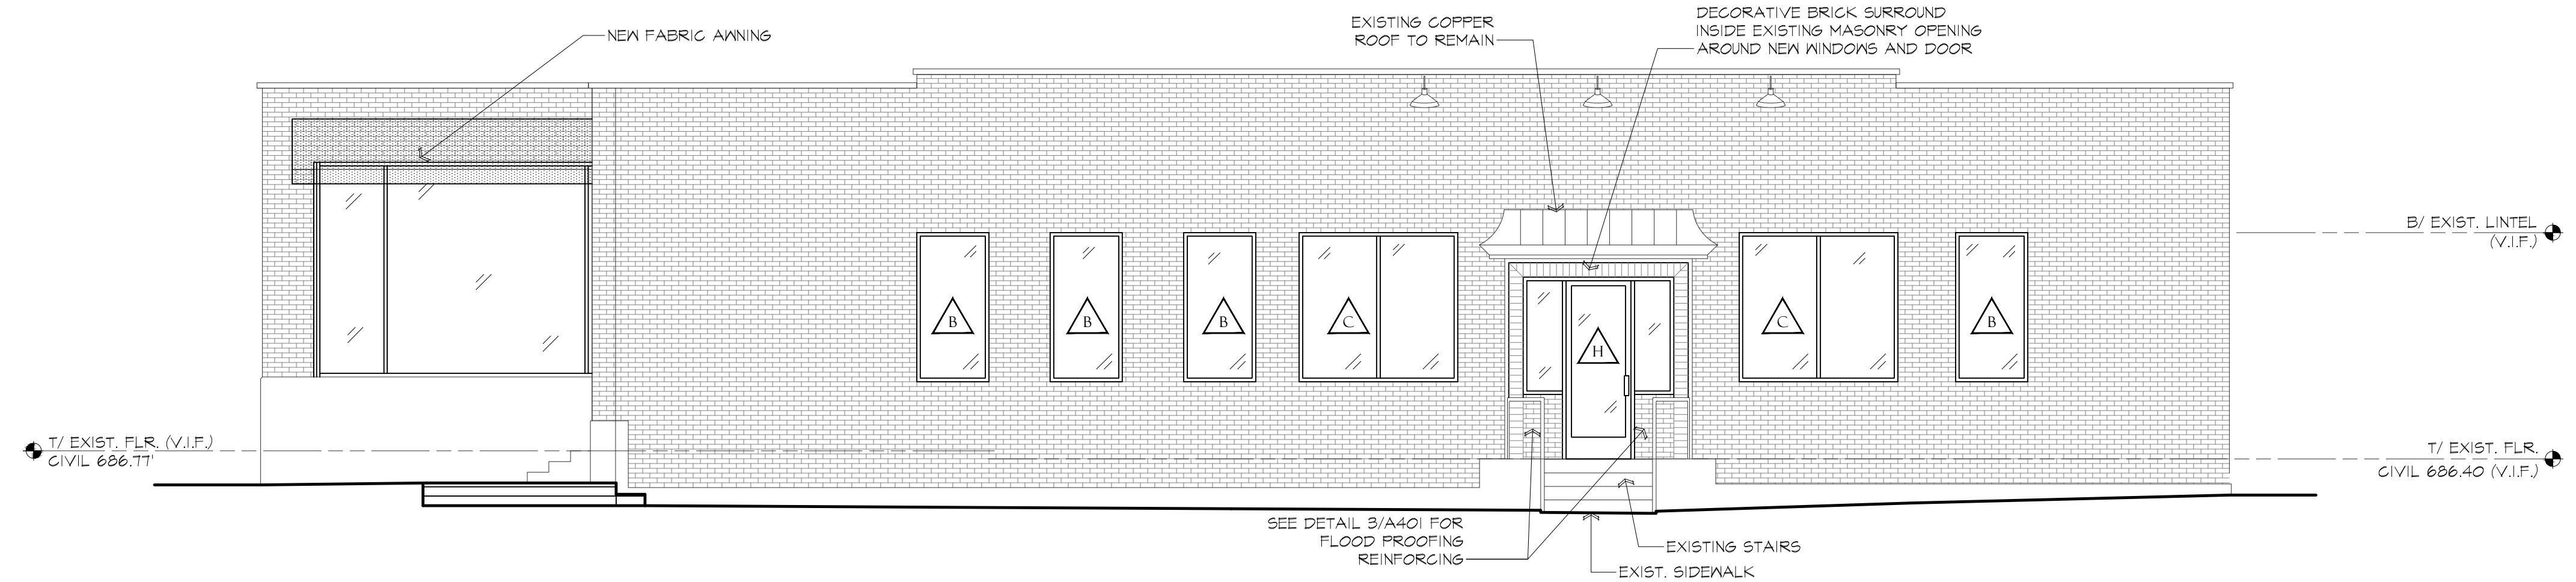 NEW FABRIC AWNING
EXISTING COPPER
ROOF TO REMAIN
DECORATIVE BRICK SURROUND
INSIDE EXISTING MASONRY OPENING
AROUND NEW WINDOWS AND DOOR
B/ EXIST. LINTEL
(V.I.F.)
B
B
B
C
H
C
B
T/ EXIST. FLR. (V.I.F.)
CIVIL 686.77'
T/ EXIST. FLR.
CIVIL 686.40 (V.I.F.)
SEE DETAIL 3/A401 FOR
FLOOD PROOFING
REINFORCING
EXISTING STAIRS
EXIST. SIDEWALK